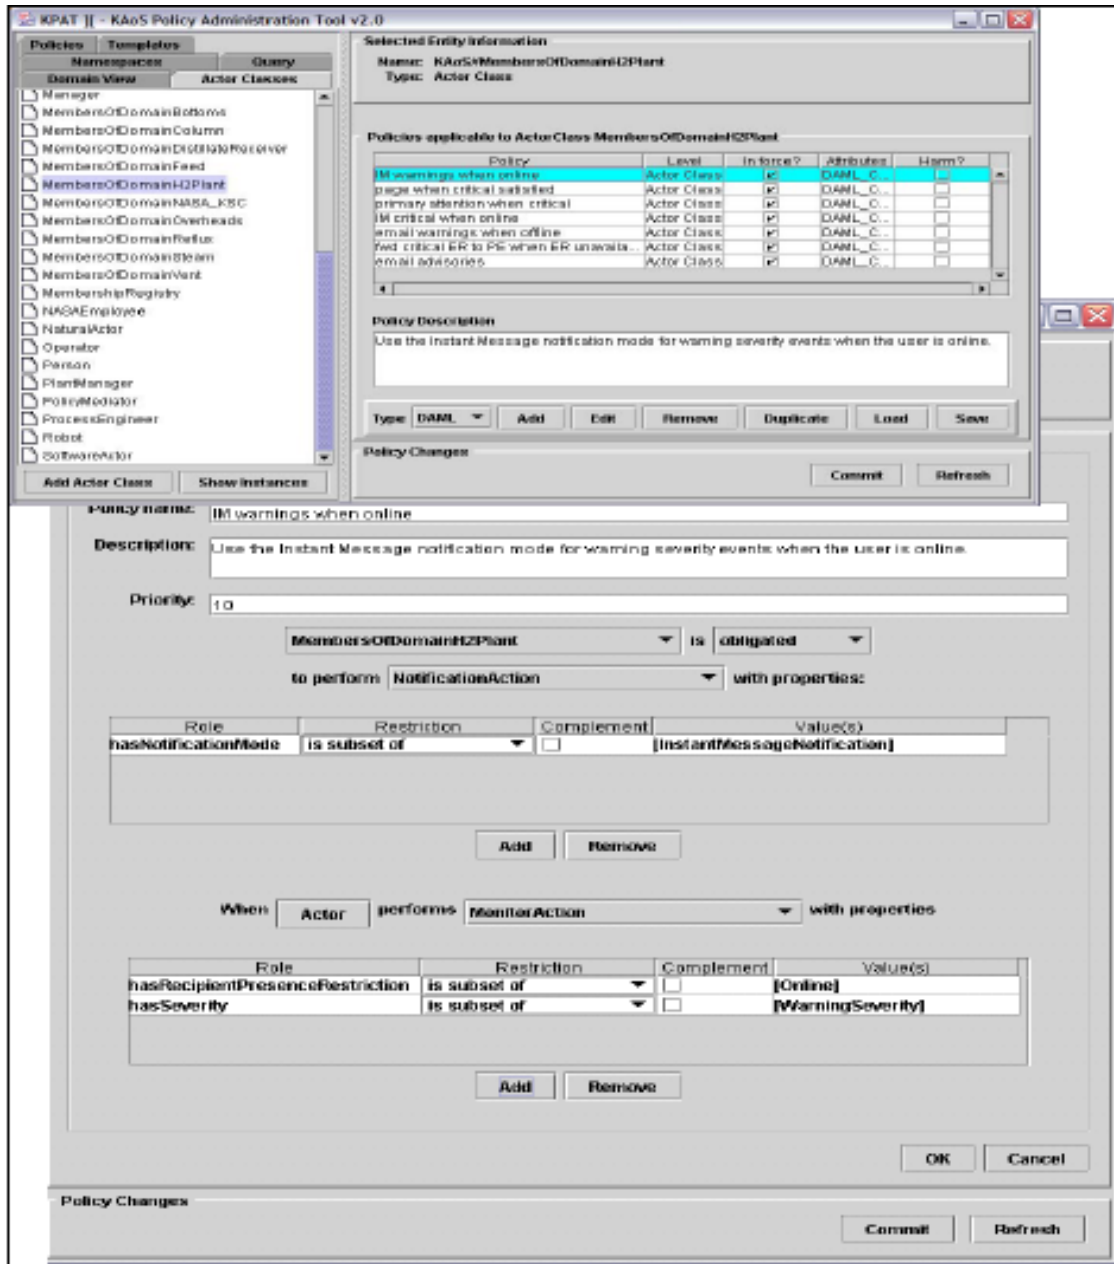 KPAT ][ - KAoS Policy Administration Tool v2.0
Policies Templates
Namespaces Query
Domain View Actor Classes
Manager
MembersOfDomainBottoms
MembersOfDomainColumn
MembersOfDomainDistillateReceiver
MembersOfDomainFeed
MembersOfDomainH2Plant
MembersOfDomainNASA_KSC
MembersOfDomainOverheads
MembersOfDomainReflux
MembersOfDomainSteam
MembersOfDomainVent
MembershipRegistry
NASAEmployee
NaturalActor
Operator
Person
PlantManager
PolicyMediator
ProcessEngineer
Robot
SoftwareActor
Add Actor Class Show Instances
Selected Entity Information
Name: KAoS#MembersOfDomainH2Plant
Type: Actor Class
Policies applicable to ActorClass MembersOfDomainH2Plant
Policy Level In force? Attributes Harm?
IM warnings when online Actor Class DAML_C...
page when critical satisfied Actor Class DAML_C...
primary attention when critical Actor Class DAML_C...
IM critical when online Actor Class DAML_C...
email warnings when offline Actor Class DAML_C...
fwd critical ER to PE when ER unavaila... Actor Class DAML_C...
email advisories Actor Class DAML_C...
Policy Description
Use the Instant Message notification mode for warning severity events when the user is online.
Type DAML Add Edit Remove Duplicate Load Save
Policy Changes
Commit Refresh
Policy name: IM warnings when online
Description: Use the Instant Message notification mode for warning severity events when the user is online.
Priority: 10
MembersOfDomainH2Plant is obligated
to perform NotificationAction with properties:
Role Restriction Complement Value(s)
hasNotificationMode is subset of [InstantMessageNotification]
Add Remove
When Actor performs MonitorAction with properties
Role Restriction Complement Value(s)
hasRecipientPresenceRestriction is subset of [Online]
hasSeverity is subset of [WarningSeverity]
Add Remove
OK Cancel
Policy Changes
Commit Refresh